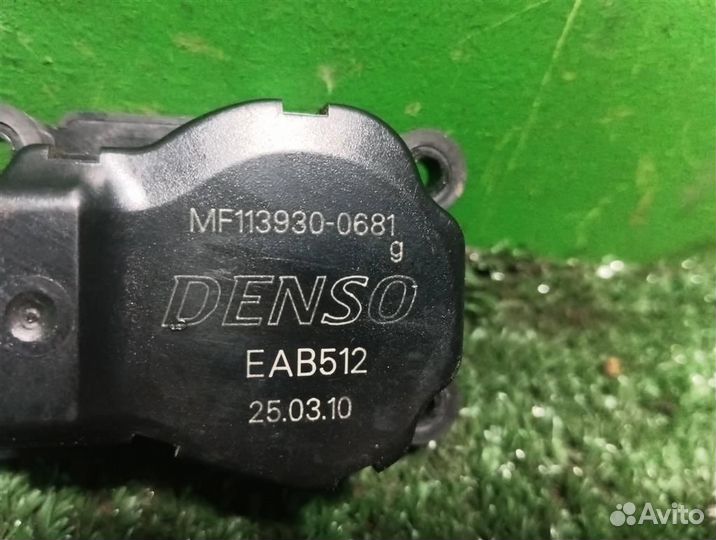 MF113930-0681
g
DENSO
EAB512
25.03.10
Avito